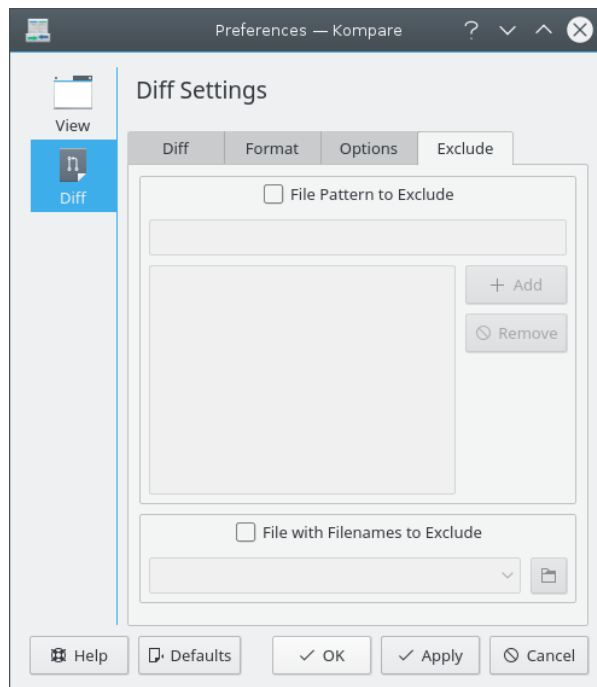 Preferences — Kompare
View
Diff
Diff Settings
Diff Format Options Exclude
File Pattern to Exclude
Add
Remove
File with Filenames to Exclude
Help Defaults OK Apply Cancel